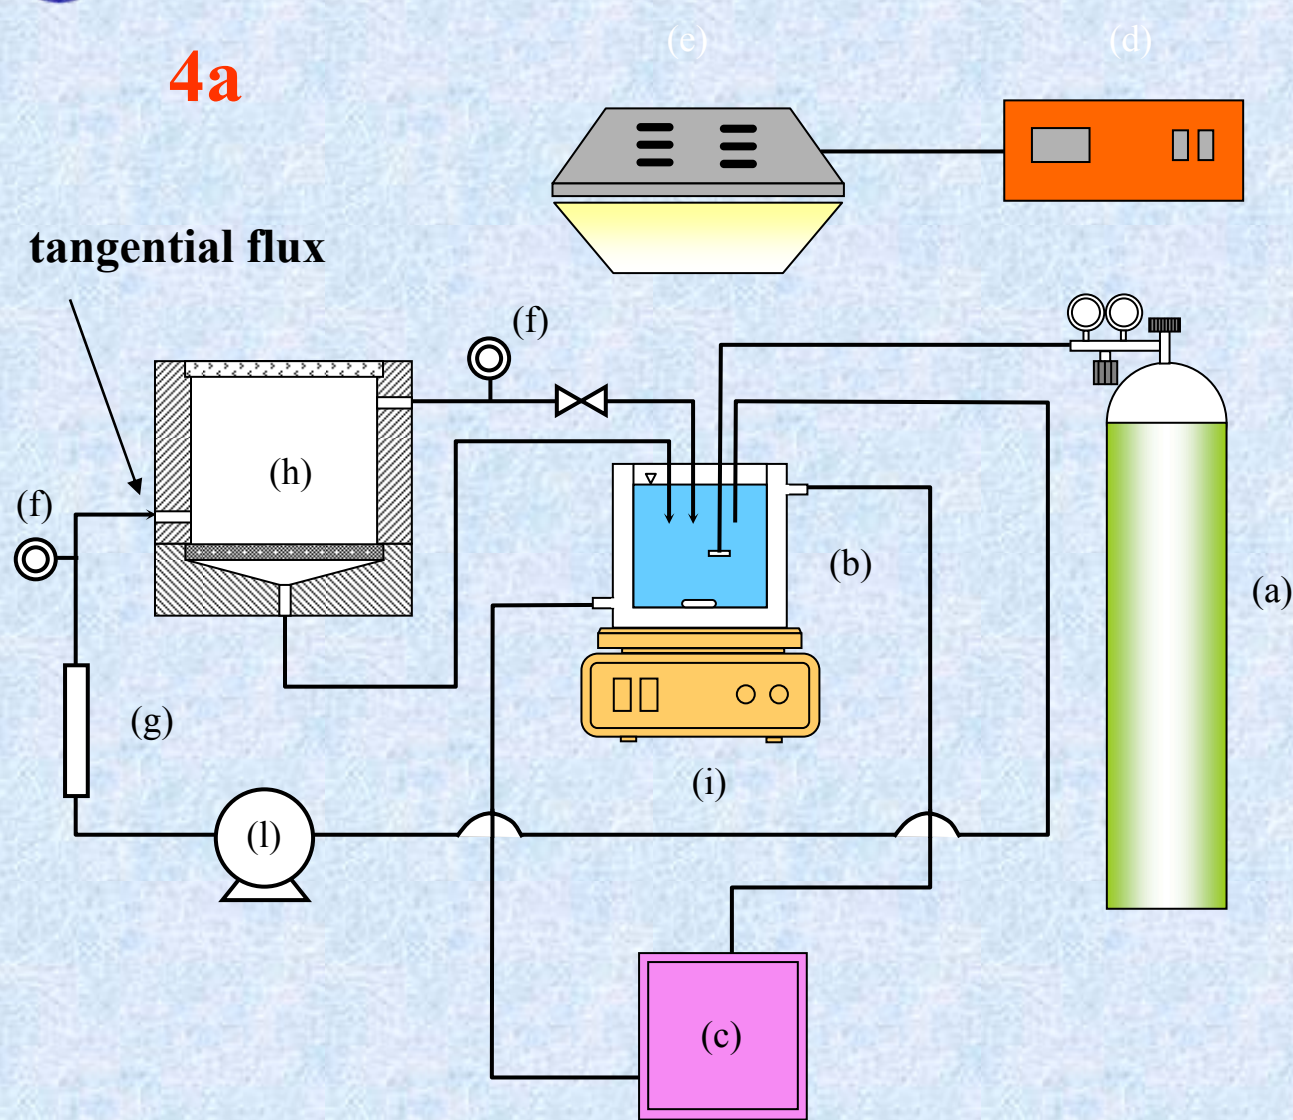 (e)
(d)
4a
tangential flux
(f)
(h)
(f)
(b)
(a)
(g)
(i)
(l)
(c)